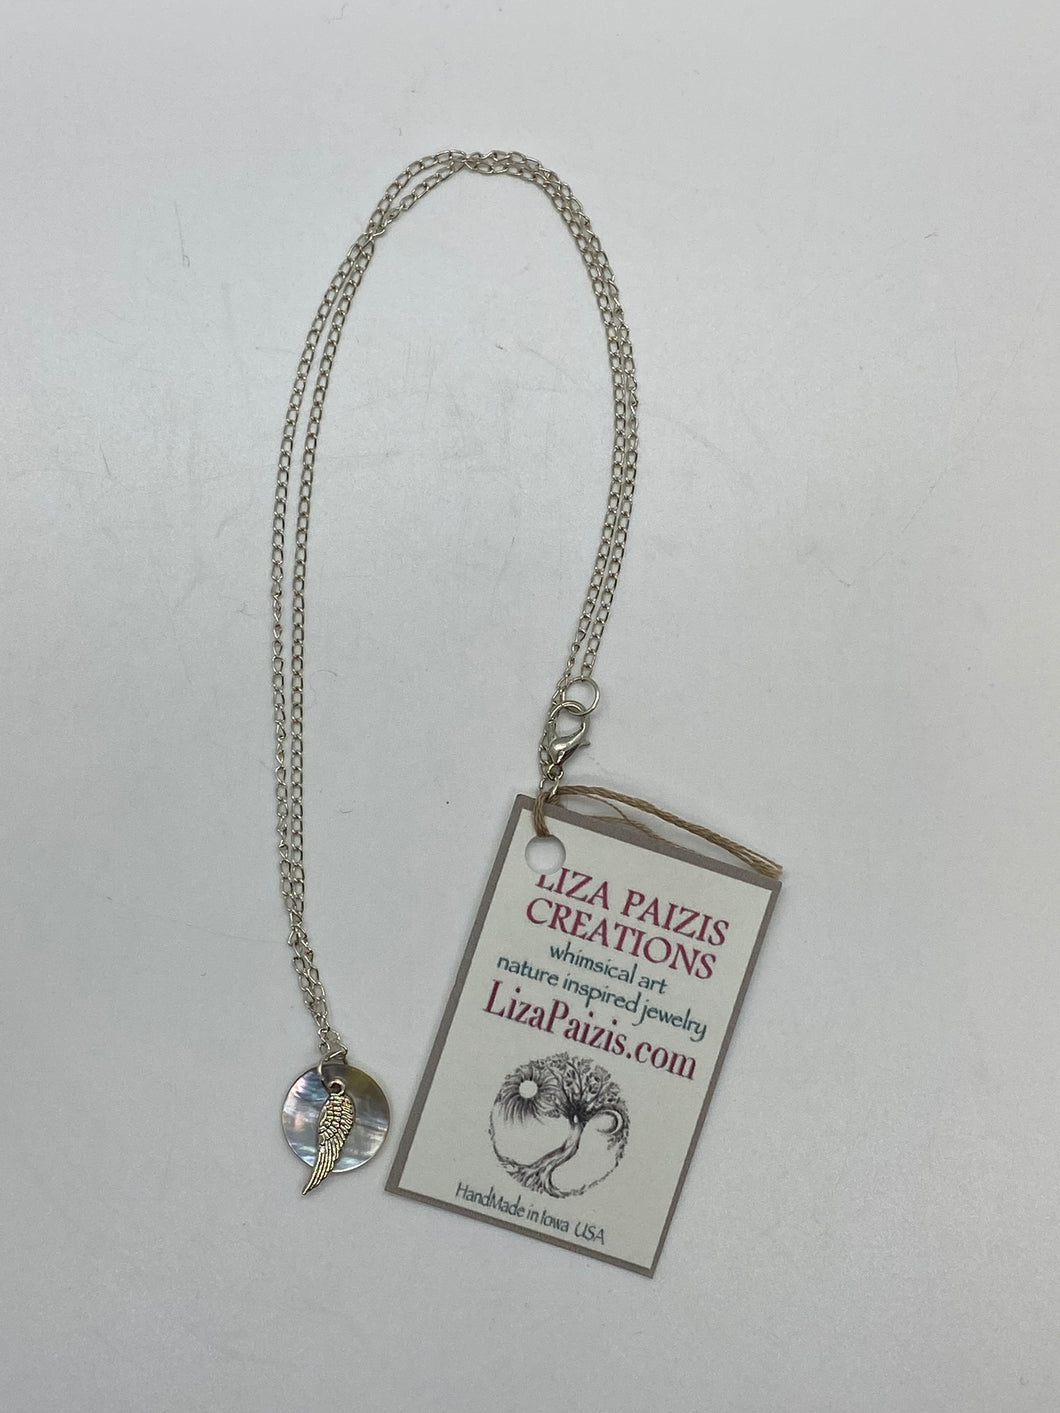 LIZA PAIZIS
CREATIONS
whimsical art
nature inspired jewelry
LizaPaizis.com
HandMade in Iowa USA